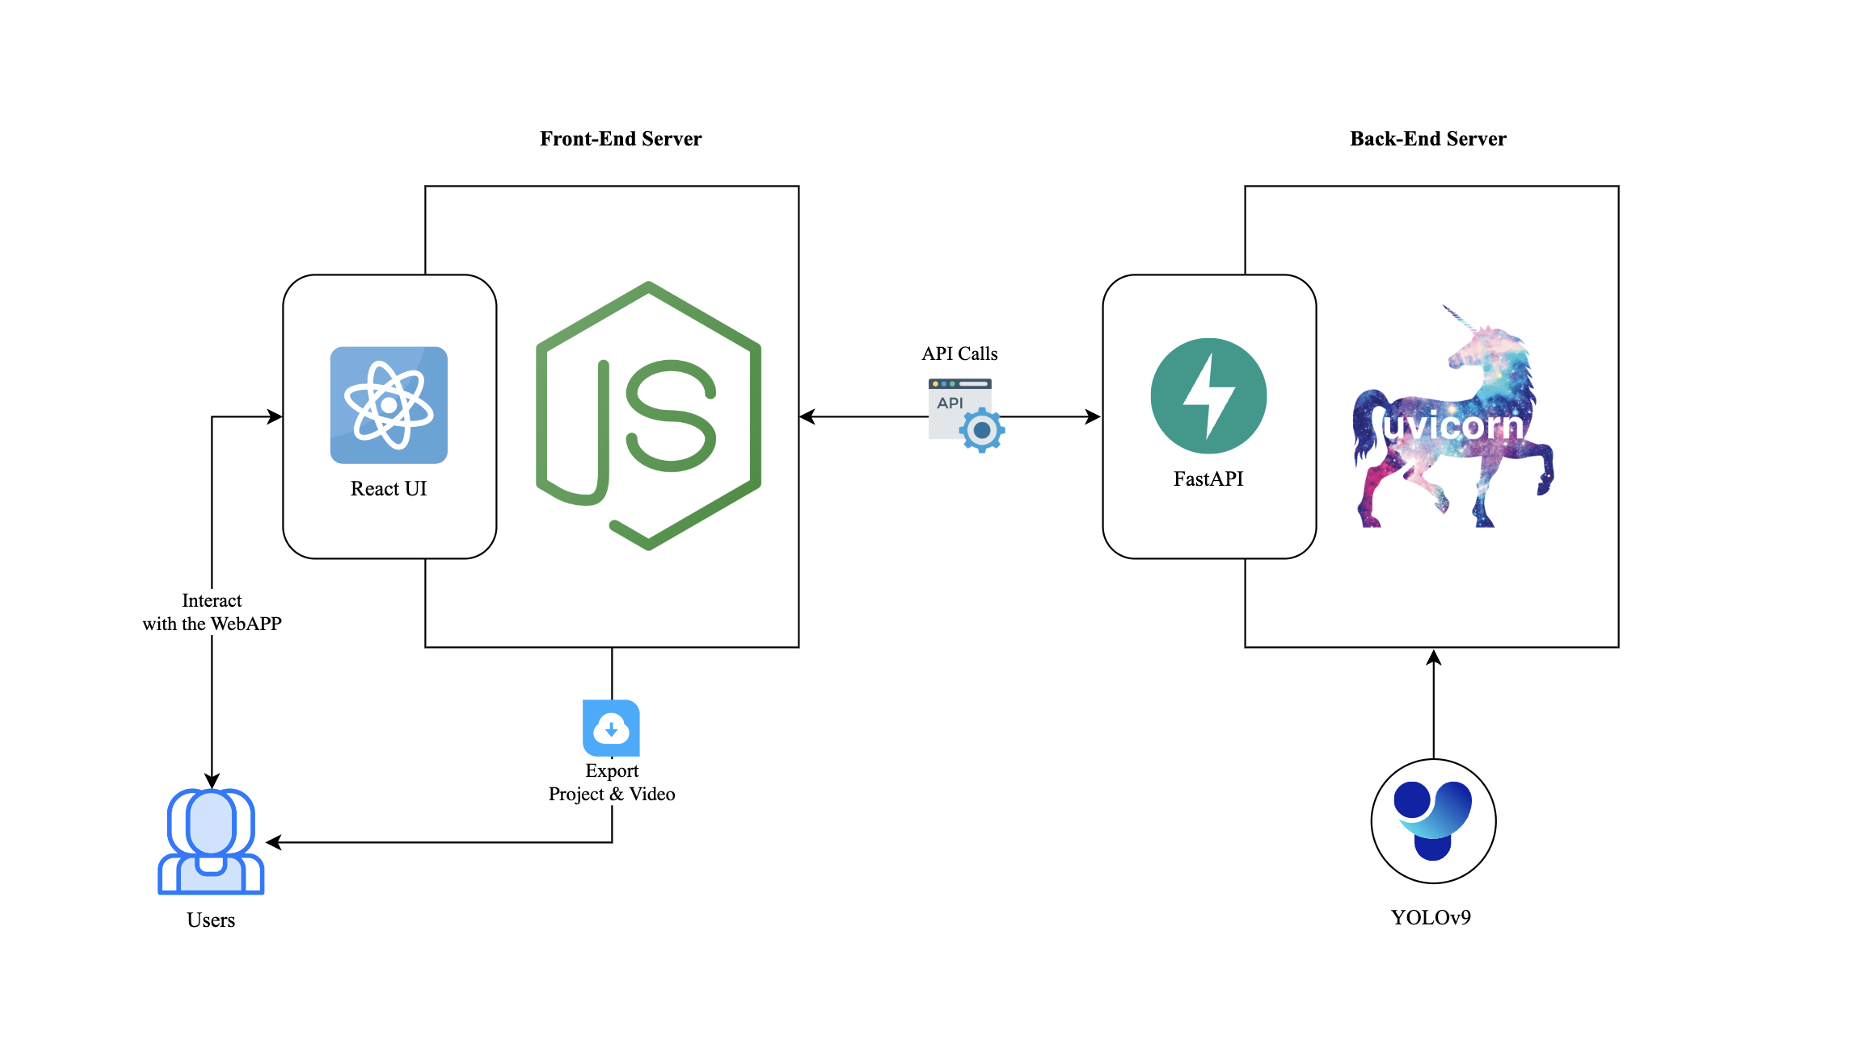 Front-End Server
Back-End Server
API Calls
API
React UI
JS
FastAPI
uvicorn
Interact
with the WebAPP
Export
Project & Video
Users
YOLOv9